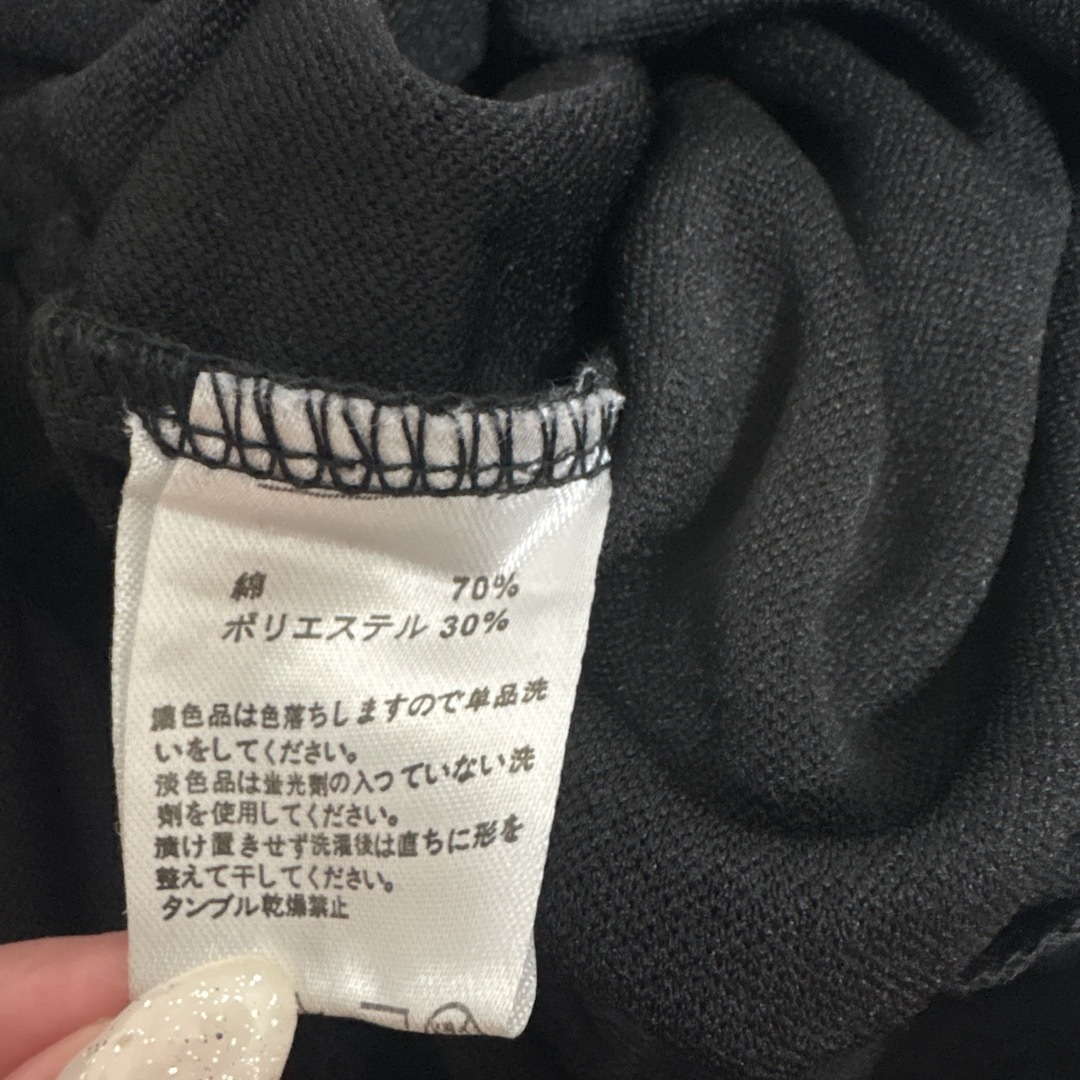 綿 70%
ポリエステル 30%
濃色品は色落ちしますので単品洗
いをしてください。
淡色品は蛍光剤の入っていない洗
剤を使用してください。
漬け置きせず洗濯後は直ちに形を
整えて干してください。
タンブル乾燥禁止